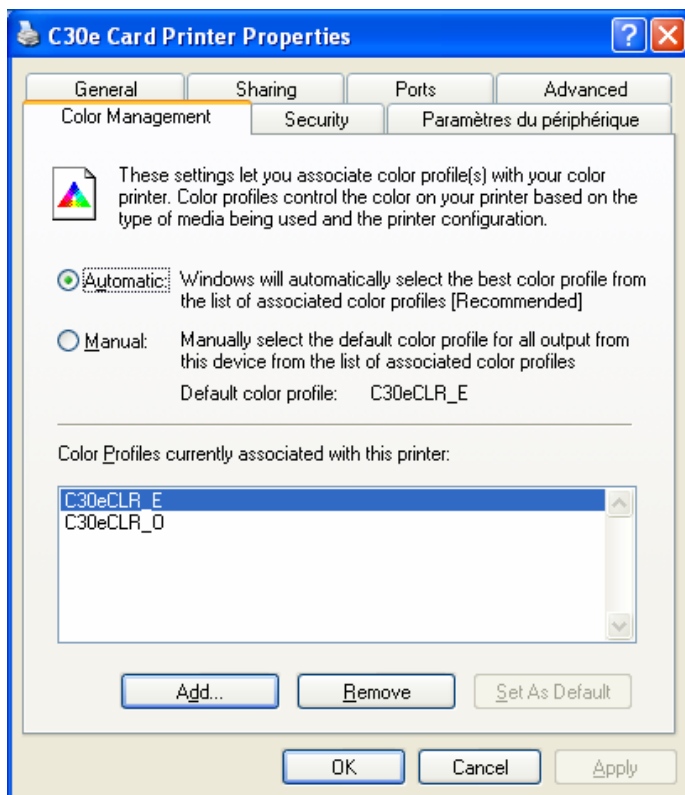 C30e Card Printer Properties
General Sharing Ports Advanced
Color Management Security Paramètres du périphérique
These settings let you associate color profile(s) with your color
printer. Color profiles control the color on your printer based on the
type of media being used and the printer configuration.
Automatic: Windows will automatically select the best color profile from
the list of associated color profiles [Recommended]
Manual: Manually select the default color profile for all output from
this device from the list of associated color profiles
Default color profile: C30eCLR_E
Color Profiles currently associated with this printer:
C30eCLR_E
C30eCLR_O
Add... Remove Set As Default
OK Cancel Apply